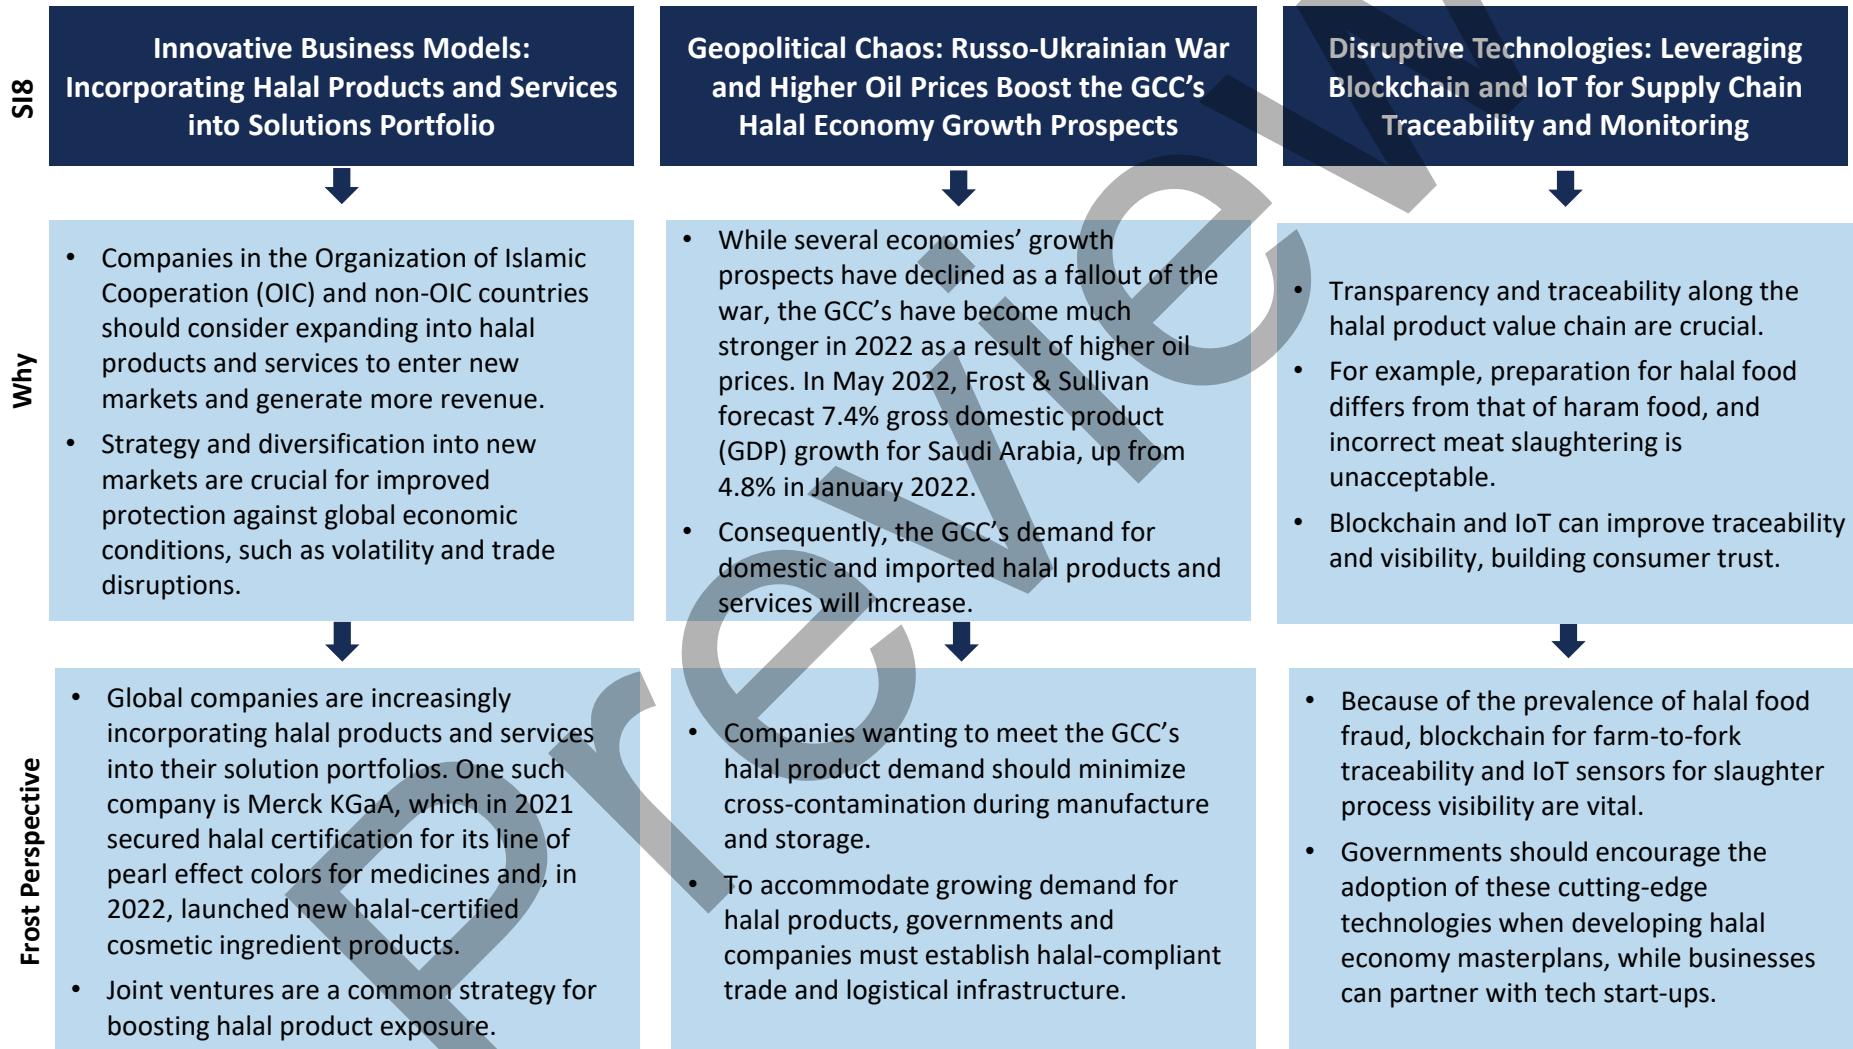 SI8
Innovative Business Models:
Incorporating Halal Products and Services
into Solutions Portfolio
Geopolitical Chaos: Russo-Ukrainian War
and Higher Oil Prices Boost the GCC’s
Halal Economy Growth Prospects
Disruptive Technologies: Leveraging
Blockchain and IoT for Supply Chain
Traceability and Monitoring
Why
• Companies in the Organization of Islamic
Cooperation (OIC) and non-OIC countries
should consider expanding into halal
products and services to enter new
markets and generate more revenue.
• Strategy and diversification into new
markets are crucial for improved
protection against global economic
conditions, such as volatility and trade
disruptions.
• While several economies’ growth
prospects have declined as a fallout of the
war, the GCC’s have become much
stronger in 2022 as a result of higher oil
prices. In May 2022, Frost & Sullivan
forecast 7.4% gross domestic product
(GDP) growth for Saudi Arabia, up from
4.8% in January 2022.
• Consequently, the GCC’s demand for
domestic and imported halal products and
services will increase.
• Transparency and traceability along the
halal product value chain are crucial.
• For example, preparation for halal food
differs from that of haram food, and
incorrect meat slaughtering is
unacceptable.
• Blockchain and IoT can improve traceability
and visibility, building consumer trust.
Frost Perspective
• Global companies are increasingly
incorporating halal products and services
into their solution portfolios. One such
company is Merck KGaA, which in 2021
secured halal certification for its line of
pearl effect colors for medicines and, in
2022, launched new halal-certified
cosmetic ingredient products.
• Joint ventures are a common strategy for
boosting halal product exposure.
• Companies wanting to meet the GCC’s
halal product demand should minimize
cross-contamination during manufacture
and storage.
• To accommodate growing demand for
halal products, governments and
companies must establish halal-compliant
trade and logistical infrastructure.
• Because of the prevalence of halal food
fraud, blockchain for farm-to-fork
traceability and IoT sensors for slaughter
process visibility are vital.
• Governments should encourage the
adoption of these cutting-edge
technologies when developing halal
economy masterplans, while businesses
can partner with tech start-ups.
Preview